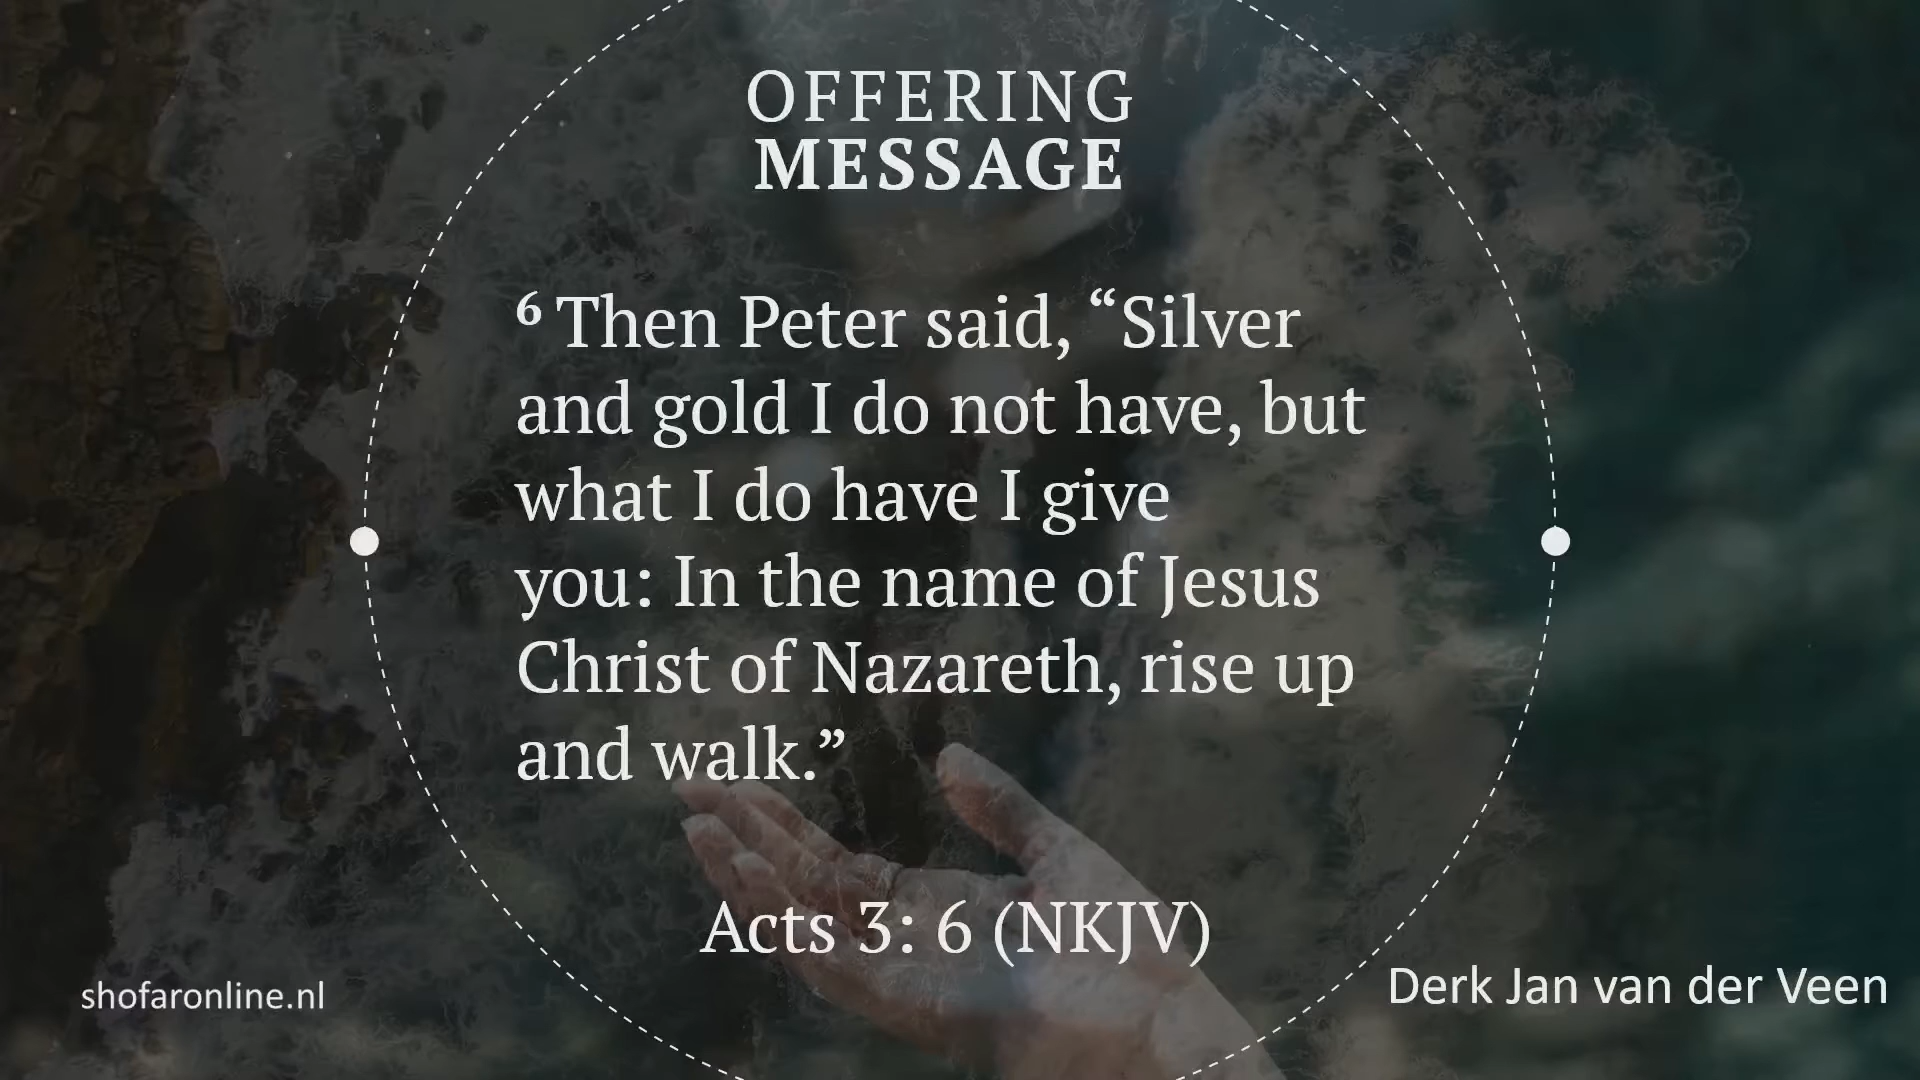 OFFERING
MESSAGE
⁶ Then Peter said, “Silver
and gold I do not have, but
what I do have I give
you: In the name of Jesus
Christ of Nazareth, rise up
and walk.”
Acts 3: 6 (NKJV)
shofaronline.nl
Derk Jan van der Veen